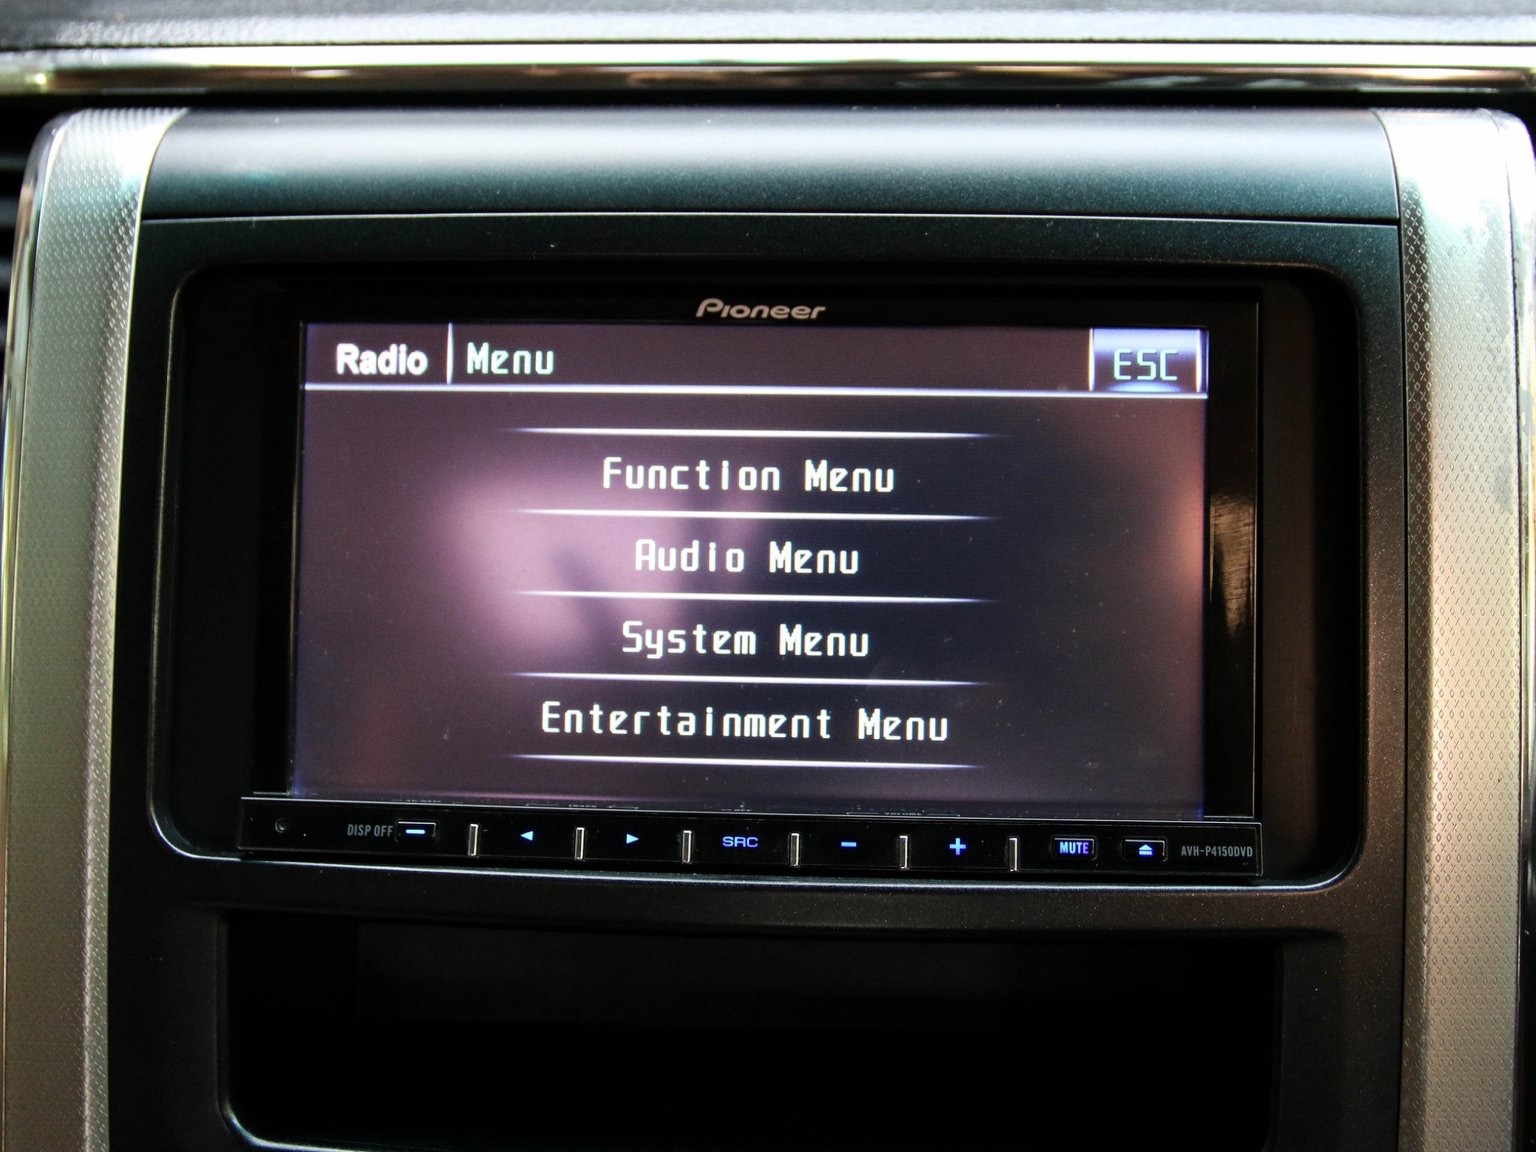 Pioneer
Radio Menu ESC
Function Menu
Audio Menu
System Menu
Entertainment Menu
DISP OFF SRC - + MUTE AVH-P4150DVD